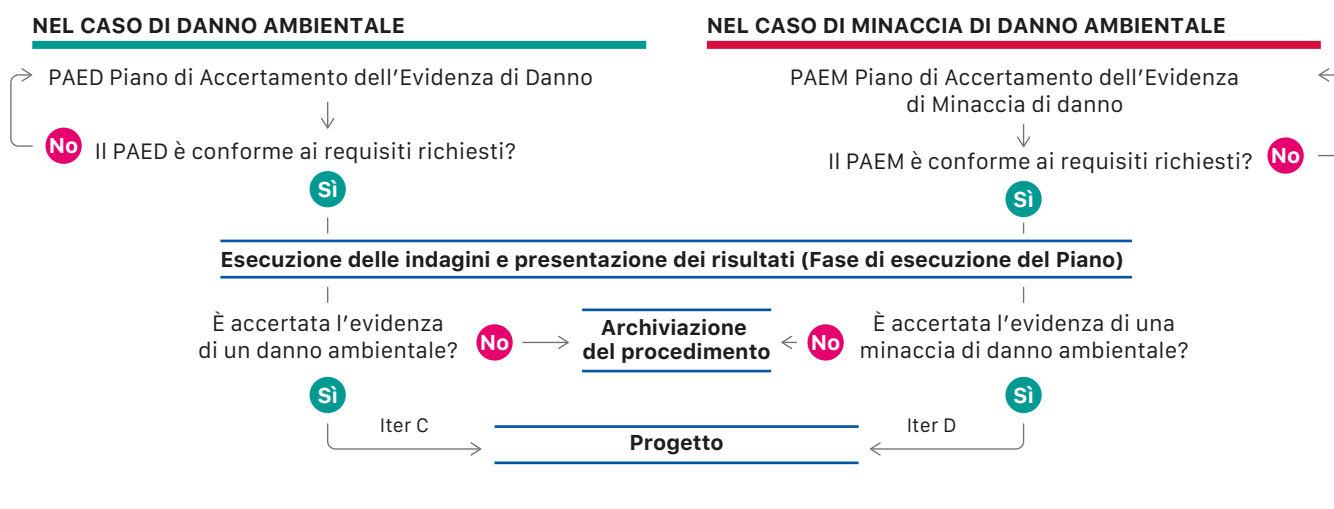 NEL CASO DI DANNO AMBIENTALE
PAED Piano di Accertamento dell'Evidenza di Danno
No
Il PAED è conforme ai requisiti richiesti?
Sì
NEL CASO DI MINACCIA DI DANNO AMBIENTALE
PAEM Piano di Accertamento dell'Evidenza
di Minaccia di danno
Il PAEM è conforme ai requisiti richiesti?
No
Sì
Esecuzione delle indagini e presentazione dei risultati (Fase di esecuzione del Piano)
È accertata l'evidenza
di un danno ambientale?
No
Archiviazione
del procedimento
No
È accertata l'evidenza di una
minaccia di danno ambientale?
Sì
Sì
Iter C
Progetto
Iter D